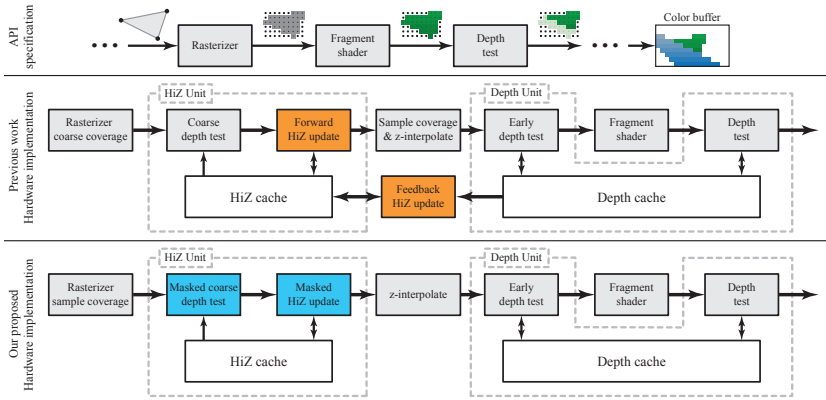 API
specification
Rasterizer
Fragment
shader
Depth
test
Color buffer
Previous work
Hardware implementation
HiZ Unit
Depth Unit
Rasterizer
coarse coverage
Coarse
depth test
Forward
HiZ update
Sample coverage
& z-interpolate
Early
depth test
Fragment
shader
Depth
test
HiZ cache
Feedback
HiZ update
Depth cache
Our proposed
Hardware implementation
HiZ Unit
Depth Unit
Rasterizer
sample coverage
Masked coarse
depth test
Masked
HiZ update
z-interpolate
Early
depth test
Fragment
shader
Depth
test
HiZ cache
Depth cache